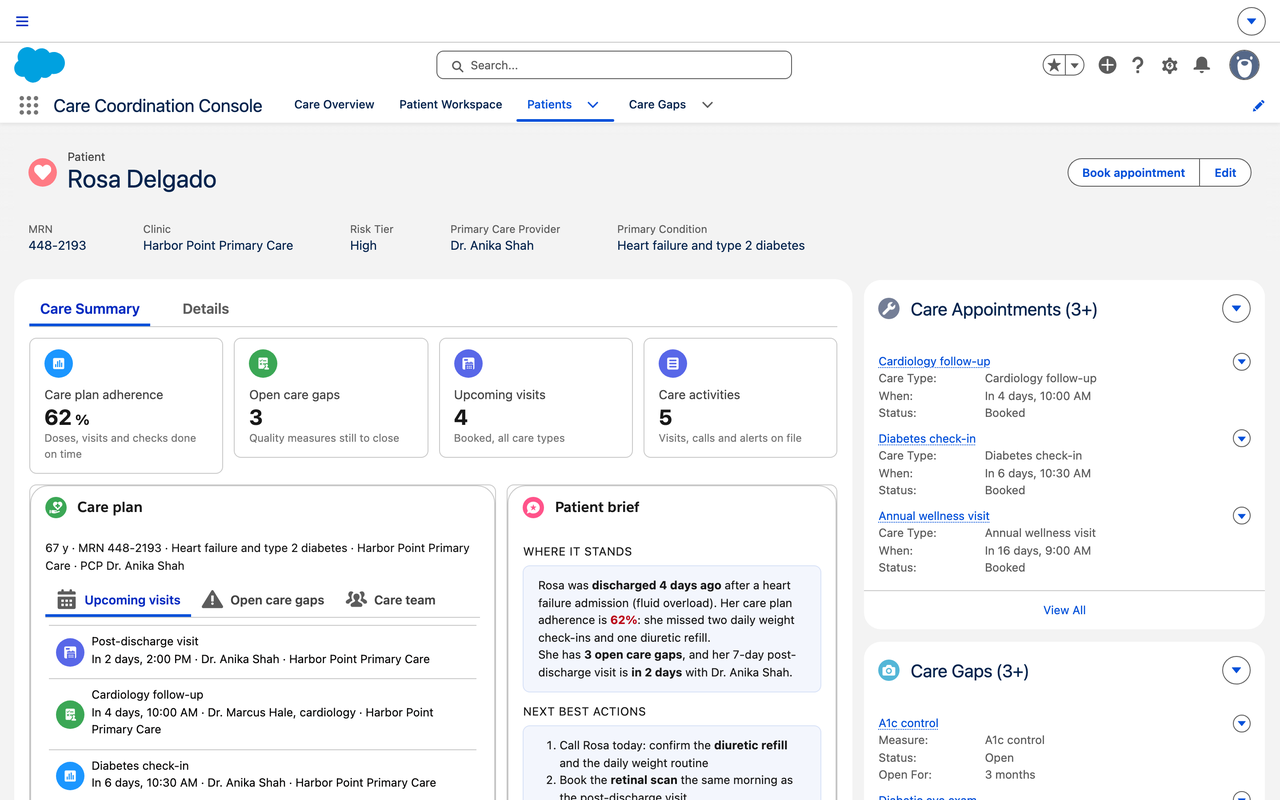 Search...
Care Coordination Console
Care Overview
Patient Workspace
Patients
Care Gaps
Patient
Rosa Delgado
Book appointment
Edit
MRN
448-2193
Clinic
Harbor Point Primary Care
Risk Tier
High
Primary Care Provider
Dr. Anika Shah
Primary Condition
Heart failure and type 2 diabetes
Care Summary
Details
Care plan adherence
62 %
Doses, visits and checks done
on time
Open care gaps
3
Quality measures still to close
Upcoming visits
4
Booked, all care types
Care activities
5
Visits, calls and alerts on file
Care plan
67 y · MRN 448-2193 · Heart failure and type 2 diabetes · Harbor Point Primary
Care · PCP Dr. Anika Shah
Upcoming visits
Open care gaps
Care team
Post-discharge visit
In 2 days, 2:00 PM · Dr. Anika Shah · Harbor Point Primary Care
Cardiology follow-up
In 4 days, 10:00 AM · Dr. Marcus Hale, cardiology · Harbor Point
Primary Care
Diabetes check-in
In 6 days, 10:30 AM · Dr. Anika Shah · Harbor Point Primary Care
Patient brief
WHERE IT STANDS
Rosa was discharged 4 days ago after a heart
failure admission (fluid overload). Her care plan
adherence is 62%: she missed two daily weight
check-ins and one diuretic refill.
She has 3 open care gaps, and her 7-day post-
discharge visit is in 2 days with Dr. Anika Shah.
NEXT BEST ACTIONS
1. Call Rosa today: confirm the diuretic refill
and the daily weight routine
2. Book the retinal scan the same morning as
the post-discharge visit
Care Appointments (3+)
Cardiology follow-up
Care Type: Cardiology follow-up
When: In 4 days, 10:00 AM
Status: Booked
Diabetes check-in
Care Type: Diabetes check-in
When: In 6 days, 10:30 AM
Status: Booked
Annual wellness visit
Care Type: Annual wellness visit
When: In 16 days, 9:00 AM
Status: Booked
View All
Care Gaps (3+)
A1c control
Measure: A1c control
Status: Open
Open For: 3 months
Diabetic eye exam